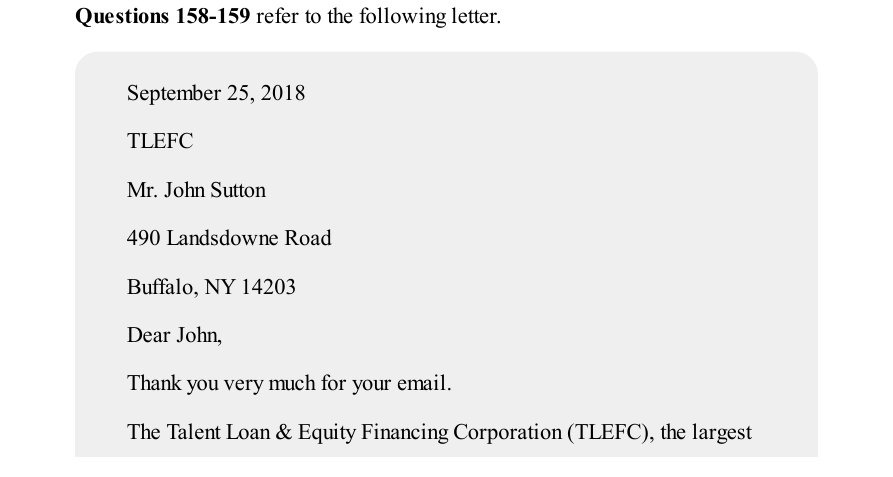 Questions 158-159 refer to the following letter.
September 25, 2018
TLEFC
Mr. John Sutton
490 Landsdowne Road
Buffalo, NY 14203
Dear John,
Thank you very much for your email.
The Talent Loan & Equity Financing Corporation (TLEFC), the largest